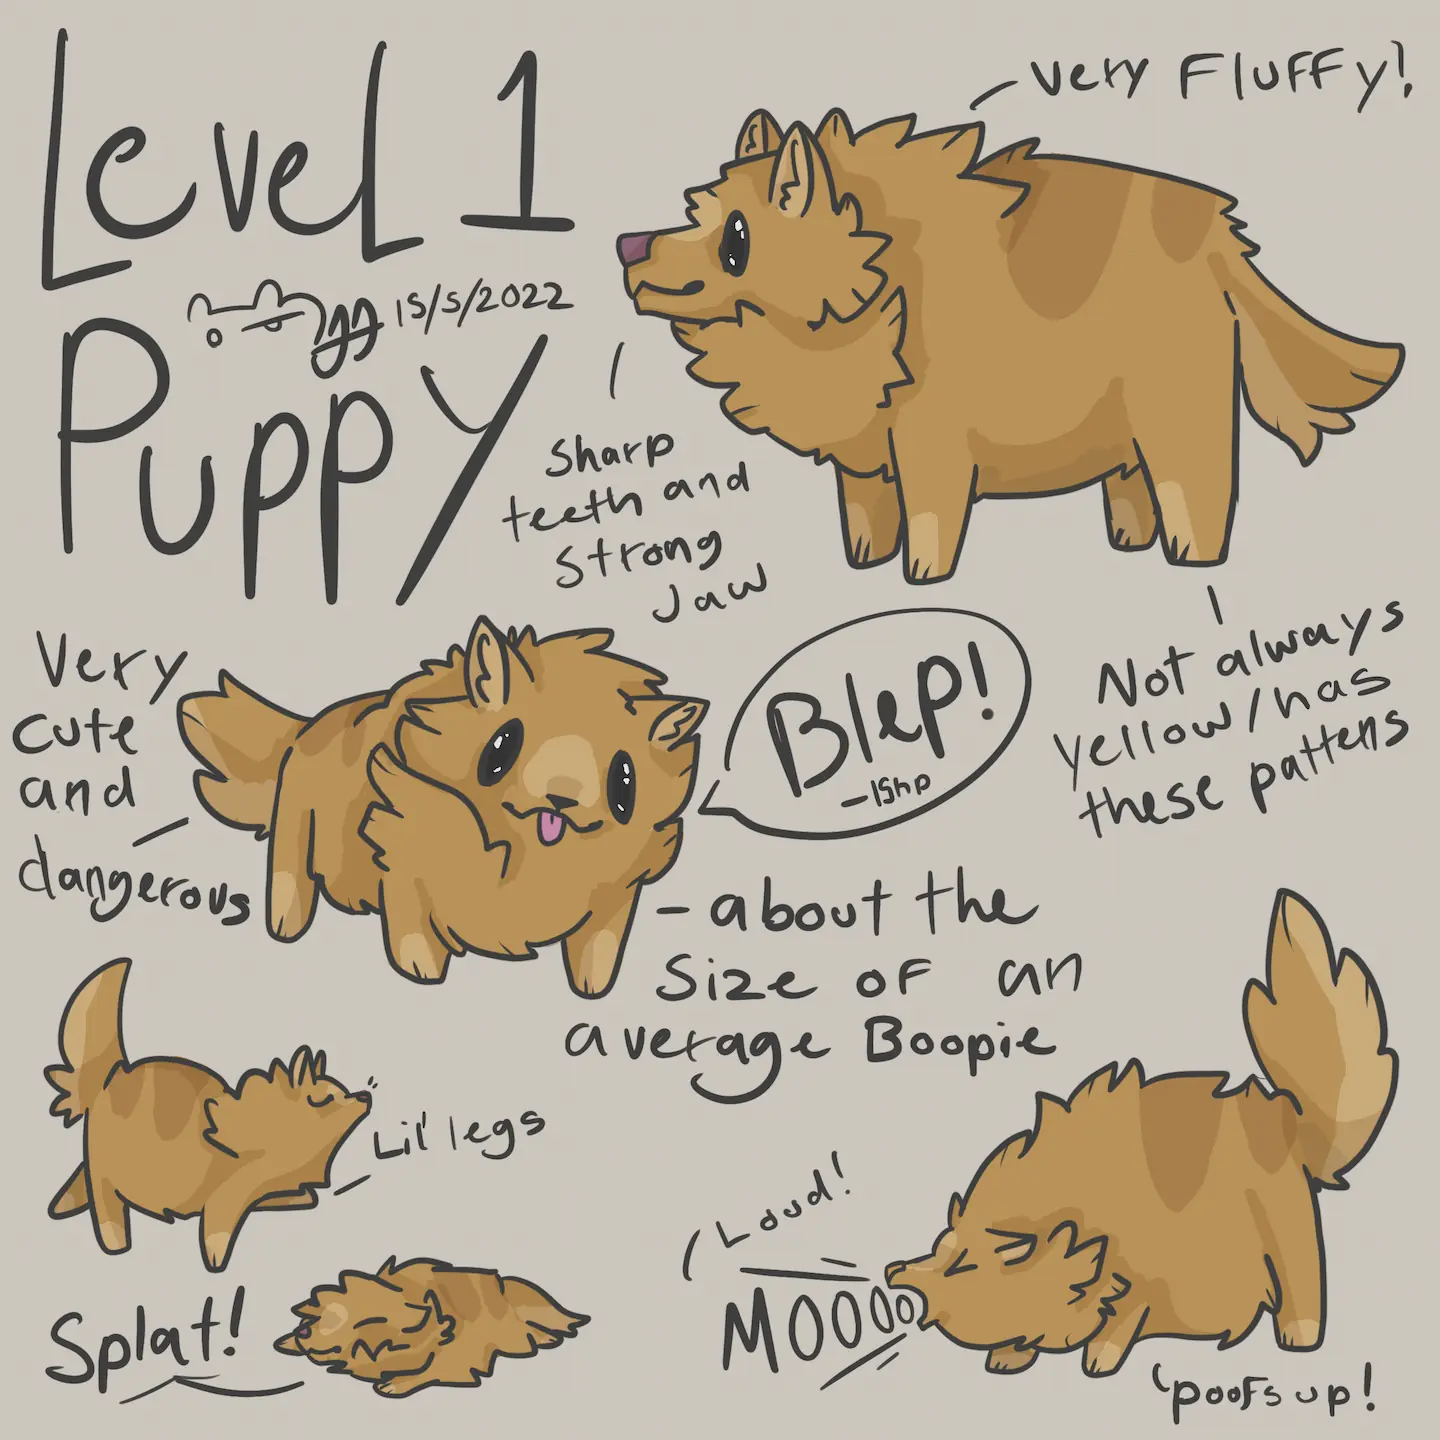 Level 1
15/5/2022
Puppy
very Fluffy!
Sharp
teeth and
strong
Jaw
Very
cute
and
dangerous
Blep!
-15hp
Not always
yellow/has
these pattens
- about the
Size of an
average Boopie
Lil' legs
Loud!
MOOOO
Splat!
poofs up!